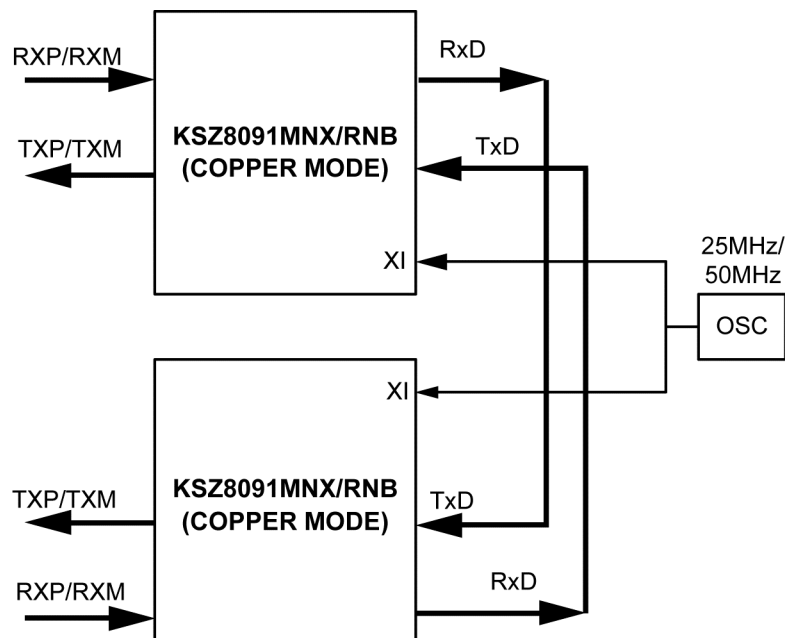 RXP/RXM
TXP/TXM
KSZ8091MNX/RNB
(COPPER MODE)
RxD
TxD
XI
25MHz/
50MHz
OSC
XI
TXP/TXM
RXP/RXM
KSZ8091MNX/RNB
(COPPER MODE)
TxD
RxD